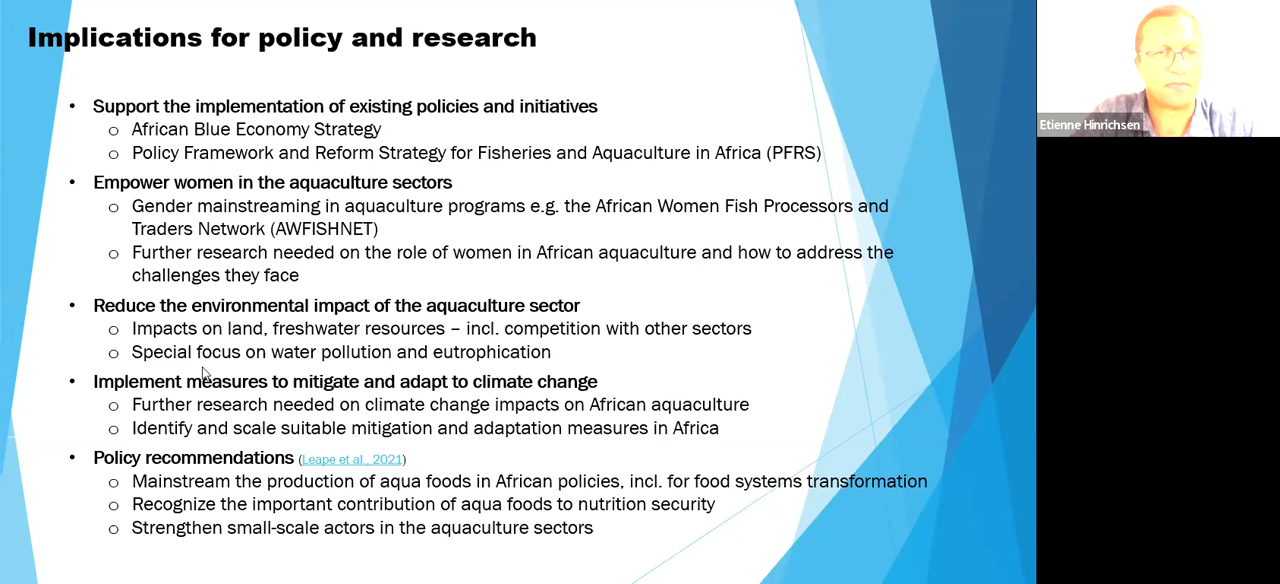 Implications for policy and research
• Support the implementation of existing policies and initiatives
o African Blue Economy Strategy
o Policy Framework and Reform Strategy for Fisheries and Aquaculture in Africa (PFRS)
• Empower women in the aquaculture sectors
o Gender mainstreaming in aquaculture programs e.g. the African Women Fish Processors and
Traders Network (AWFISHNET)
o Further research needed on the role of women in African aquaculture and how to address the
challenges they face
• Reduce the environmental impact of the aquaculture sector
o Impacts on land, freshwater resources – incl. competition with other sectors
o Special focus on water pollution and eutrophication
• Implement measures to mitigate and adapt to climate change
o Further research needed on climate change impacts on African aquaculture
o Identify and scale suitable mitigation and adaptation measures in Africa
• Policy recommendations (Leape et al., 2021)
o Mainstream the production of aqua foods in African policies, incl. for food systems transformation
o Recognize the important contribution of aqua foods to nutrition security
o Strengthen small-scale actors in the aquaculture sectors
Etienne Hinrichsen